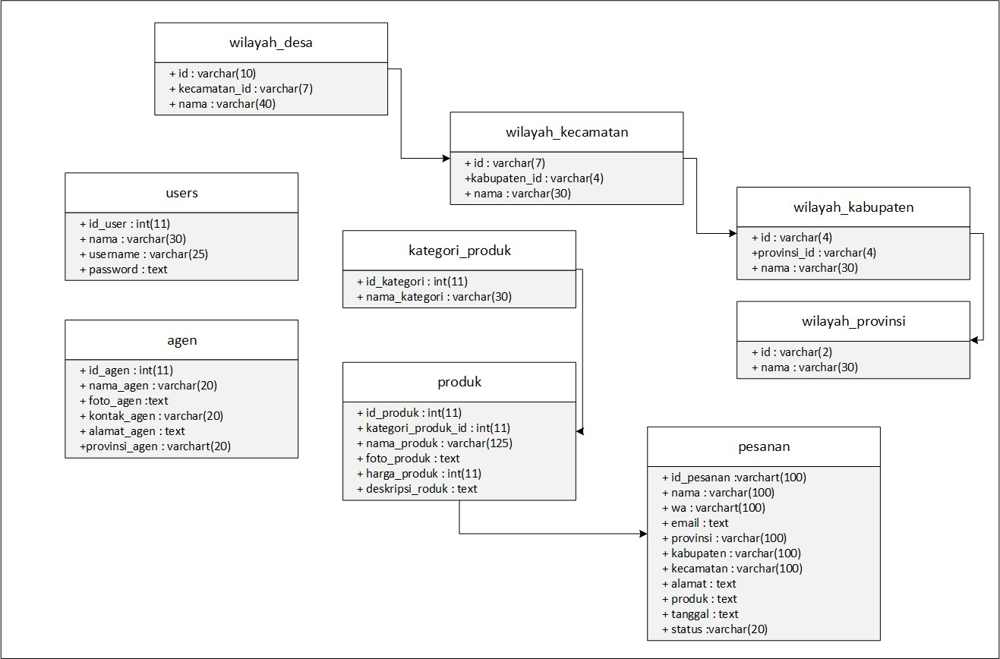 wilayah_desa
+ id : varchar(10)
+ kecamatan_id : varchar(7)
+ nama : varchar(40)
wilayah_kecamatan
+ id : varchar(7)
+kabupaten_id : varchar(4)
+ nama : varchar(30)
users
+ id_user : int(11)
+ nama : varchar(30)
+ username : varchar(25)
+ password : text
wilayah_kabupaten
+ id : varchar(4)
+provinsi_id : varchar(4)
+ nama : varchar(30)
kategori_produk
+ id_kategori : int(11)
+ nama_kategori : varchar(30)
wilayah_provinsi
+ id : varchar(2)
+ nama : varchar(30)
agen
+ id_agen : int(11)
+ nama_agen : varchar(20)
+ foto_agen :text
+ kontak_agen : varchar(20)
+ alamat_agen : text
+provinsi_agen : varchart(20)
produk
+ id_produk : int(11)
+ kategori_produk_id : int(11)
+ nama_produk : varchar(125)
+ foto_produk : text
+ harga_produk : int(11)
+ deskripsi_roduk : text
pesanan
+ id_pesanan :varchart(100)
+ nama : varchar(100)
+ wa : varchart(100)
+ email : text
+ provinsi : varchar(100)
+ kabupaten : varchar(100)
+ kecamatan : varchar(100)
+ alamat : text
+ produk : text
+ tanggal : text
+ status :varchar(20)